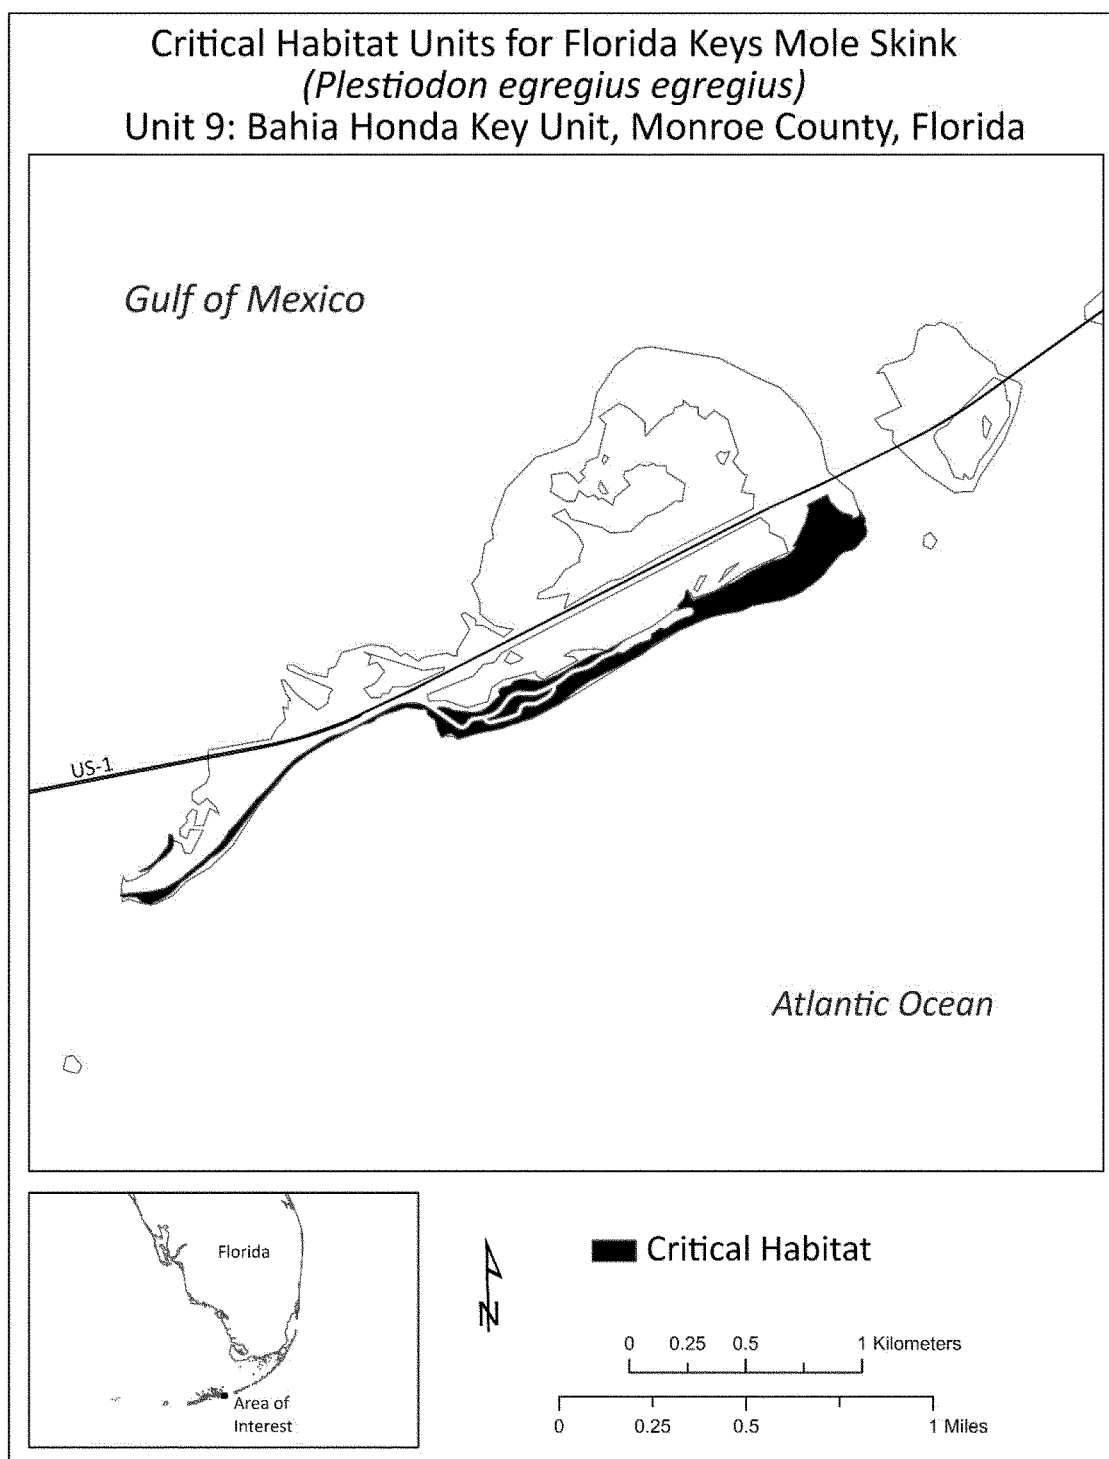 Critical Habitat Units for Florida Keys Mole Skink
(Plestiodon egregius egregius)
Unit 9: Bahia Honda Key Unit, Monroe County, Florida
Gulf of Mexico
US-1
Atlantic Ocean
Florida
Area of
Interest
N
Critical Habitat
0 0.25 0.5 1 Kilometers
0 0.25 0.5 1 Miles